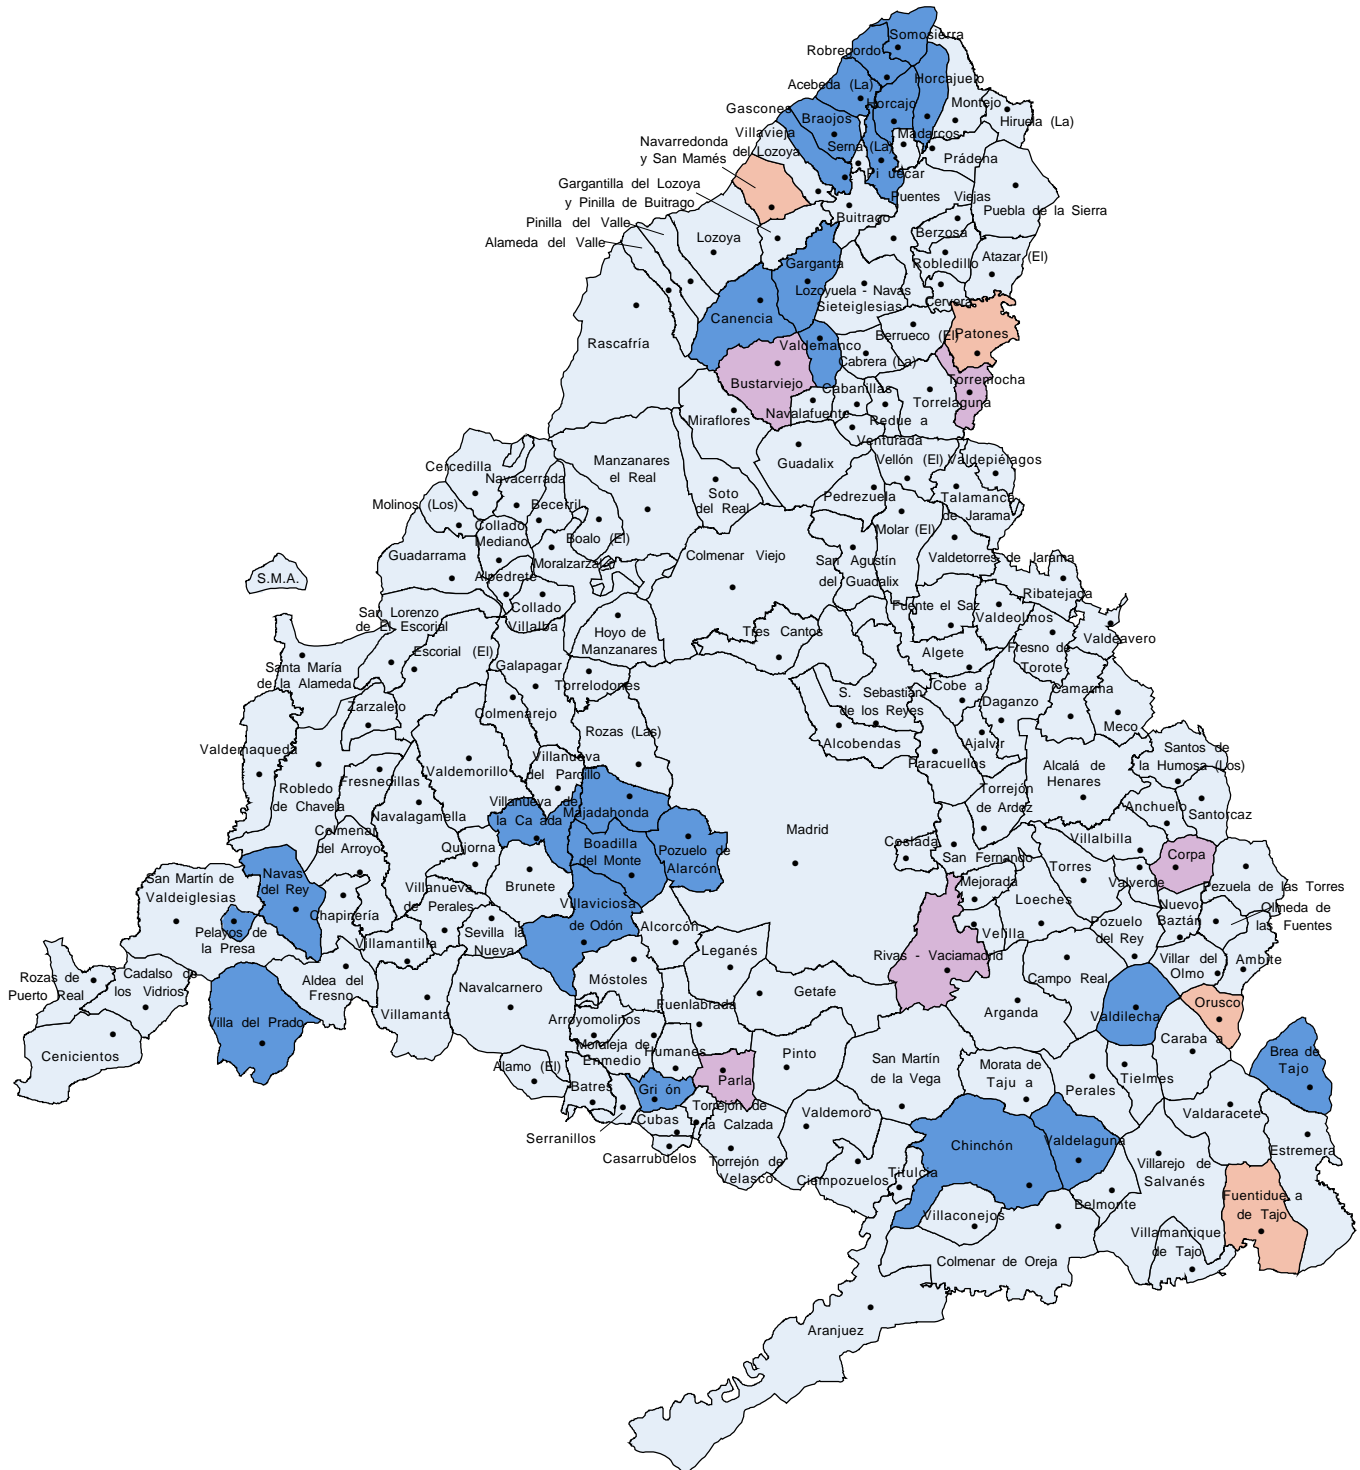 Somosierra
Robregordo
Acebeda (La)
Horcajuelo
Horcajo
Montejo
Gascones
Braojos
Hiruela (La)
Villavieja
del Lozoya
Madarcos
Serna (La)
Navarredonda
y San Mamés
Prádena
Pi uécar
Gargantilla del Lozoya
y Pinilla de Buitrago
Puentes Viejas
Puebla de la Sierra
Buitrago
Pinilla del Valle
Alameda del Valle
Lozoya
Berzosa
Garganta
Robledillo
Atazar (El)
Lozoyuela - Navas
Sieteiglesias
Cervera
Canencia
Berrueco (El)
Patones
Rascafría
Valdemanco
Cabrera (La)
Bustarviejo
Torremocha
Cabanillas
Torrelaguna
Navalafuente
Miraflores
Redue a
Venturada
Cercedilla
Navacerrada
Manzanares
el Real
Guadalix
Vellón (El)
Valdepiélagos
Soto
del Real
Pedrezuela
Talamanca
de Jarama
Molinos (Los)
Becerril
Collado
Mediano
Boalo (El)
Molar (El)
Guadarrama
Moralzarzal
Colmenar Viejo
San Agustín
del Guadalix
Valdetorres de Jarama
S.M.A.
Alpedrete
Ribatejada
Collado
Villalba
San Lorenzo
de El Escorial
Fuente el Saz
Valdeolmos
Hoyo de
Manzanares
Tres Cantos
Valdeavero
Escorial (El)
Algete
Fresno de
Torote
Santa María
de la Alameda
Galapagar
Torrelodones
Cobe a
Camarma
S. Sebastián
de los Reyes
Daganzo
Zarzalejo
Colmenarejo
Meco
Rozas (Las)
Alcobendas
Ajalvir
Valdemaqueda
Paracuellos
Santos de
la Humosa (Los)
Villanueva
del Pardillo
Valdemorillo
Alcalá de
Henares
Fresnedillas
Robledo
de Chavela
Torrejón
de Ardoz
Anchuelo
Villanueva de
la Ca ada
Majadahonda
Navalagamella
Santorcaz
Colmenar
del Arroyo
Madrid
Villalbilla
Coslada
Boadilla
del Monte
Pozuelo de
Alarcón
Quijorna
San Fernando
Corpa
Navas
del Rey
San Martín de
Valdeiglesias
Brunete
Mejorada
Torres
Valverde
Pezuela de las Torres
Villanueva
de Perales
Villaviciosa
de Odón
Loeches
Nuevo
Baztán
Olmeda de
las Fuentes
Chapinería
Pelayos de
la Presa
Sevilla la
Nueva
Alcorcón
Velilla
Pozuelo
del Rey
Villamantilla
Leganés
Rivas - Vaciamadrid
Villar del
Olmo
Ambite
Rozas de
Puerto Real
Cadalso de
los Vidrios
Aldea del
Fresno
Móstoles
Campo Real
Navalcarnero
Getafe
Orusco
Fuenlabrada
Villamanta
Arganda
Valdilecha
Villa del Prado
Arroyomolinos
Caraba a
Moraleja de
Enmedio
Humanes
Cenicientos
Pinto
Brea de
Tajo
San Martín
de la Vega
Morata de
Taju a
Alamo (El)
Tielmes
Parla
Perales
Batres
Gri ón
Torrejón de
la Calzada
Valdemoro
Valdaracete
Cubas
Serranillos
Chinchón
Valdelaguna
Estremera
Casarrubuelos
Torrejón de
Velasco
Villarejo de
Salvanés
Ciempozuelos
Titulcia
Fuentidue a
de Tajo
Belmonte
Villaconejos
Villamanrique
de Tajo
Colmenar de Oreja
Aranjuez